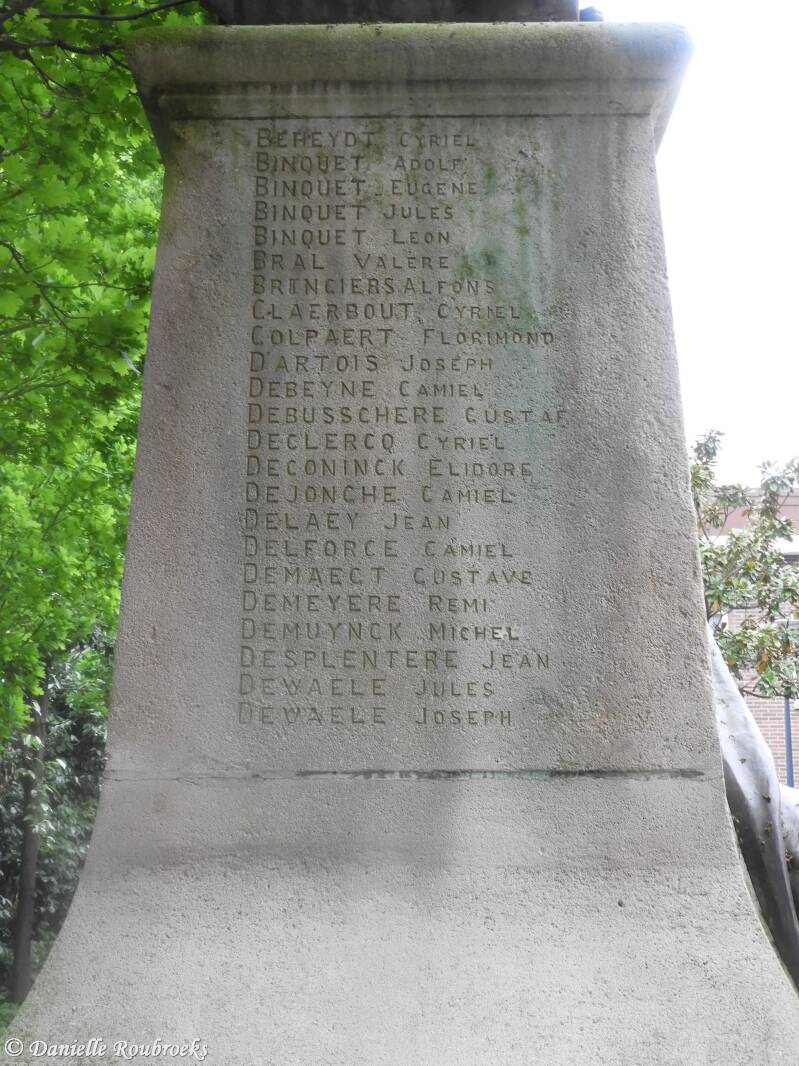 BEHEYDT CYRIEL
BINQUET ADOLF
BINQUET EUGENE
BINQUET JULES
BINQUET LEON
BRAL VALERE
BRINCIERS ALFONS
CLAERBOUT CYRIEL
COLPAERT FLORIMOND
D'ARTOIS JOSEPH
DEBEYNE CAMIEL
DEBUSSCHERE GUSTAF
DECLERCQ CYRIEL
DECONINCK ELIDORE
DEJONCHE CAMIEL
DELAEY JEAN
DELFORCE CAMIEL
DEMAEGT GUSTAVE
DEMEYERE REMI
DEMUYNCK MICHEL
DESPLENTERE JEAN
DEWAELE JULES
DEWAELE JOSEPH
© Danielle Roubroeks